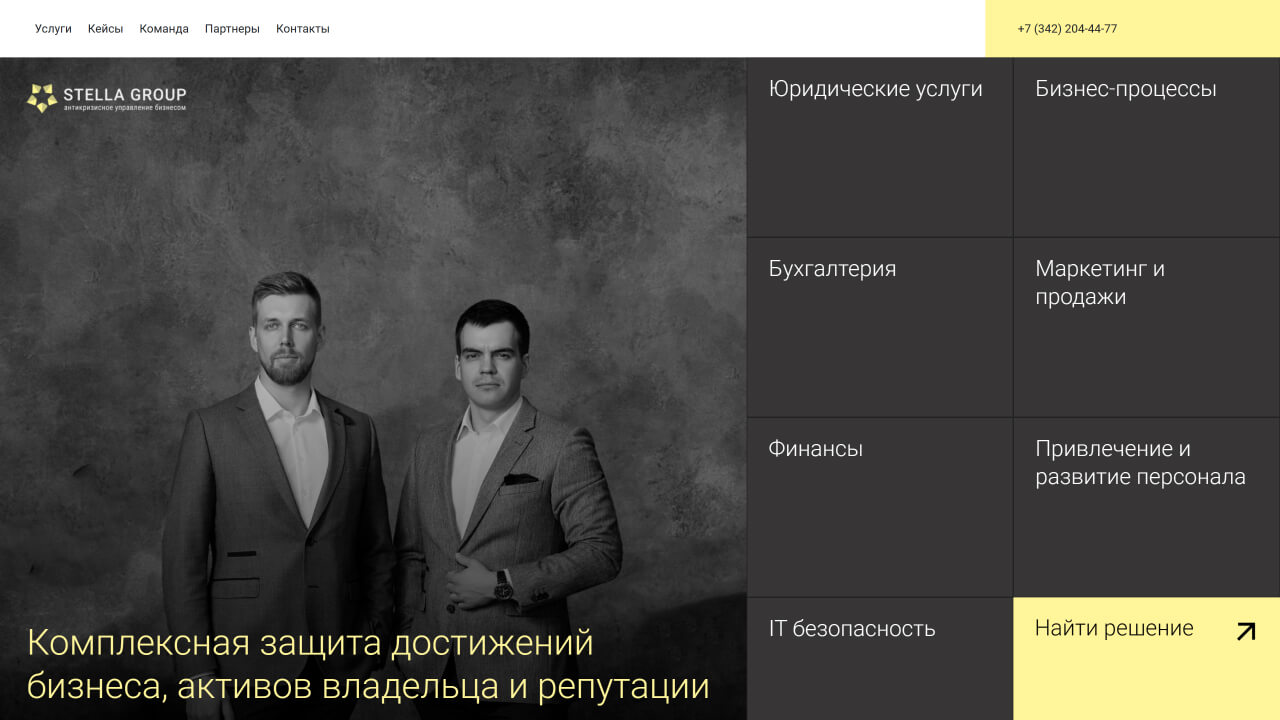 Услуги Кейсы Команда Партнеры Контакты
+7 (342) 204-44-77
STELLA GROUP
антикризисное управление бизнесом
Комплексная защита достижений
бизнеса, активов владельца и репутации
Юридические услуги
Бизнес-процессы
Бухгалтерия
Маркетинг и
продажи
Финансы
Привлечение и
развитие персонала
IT безопасность
Найти решение